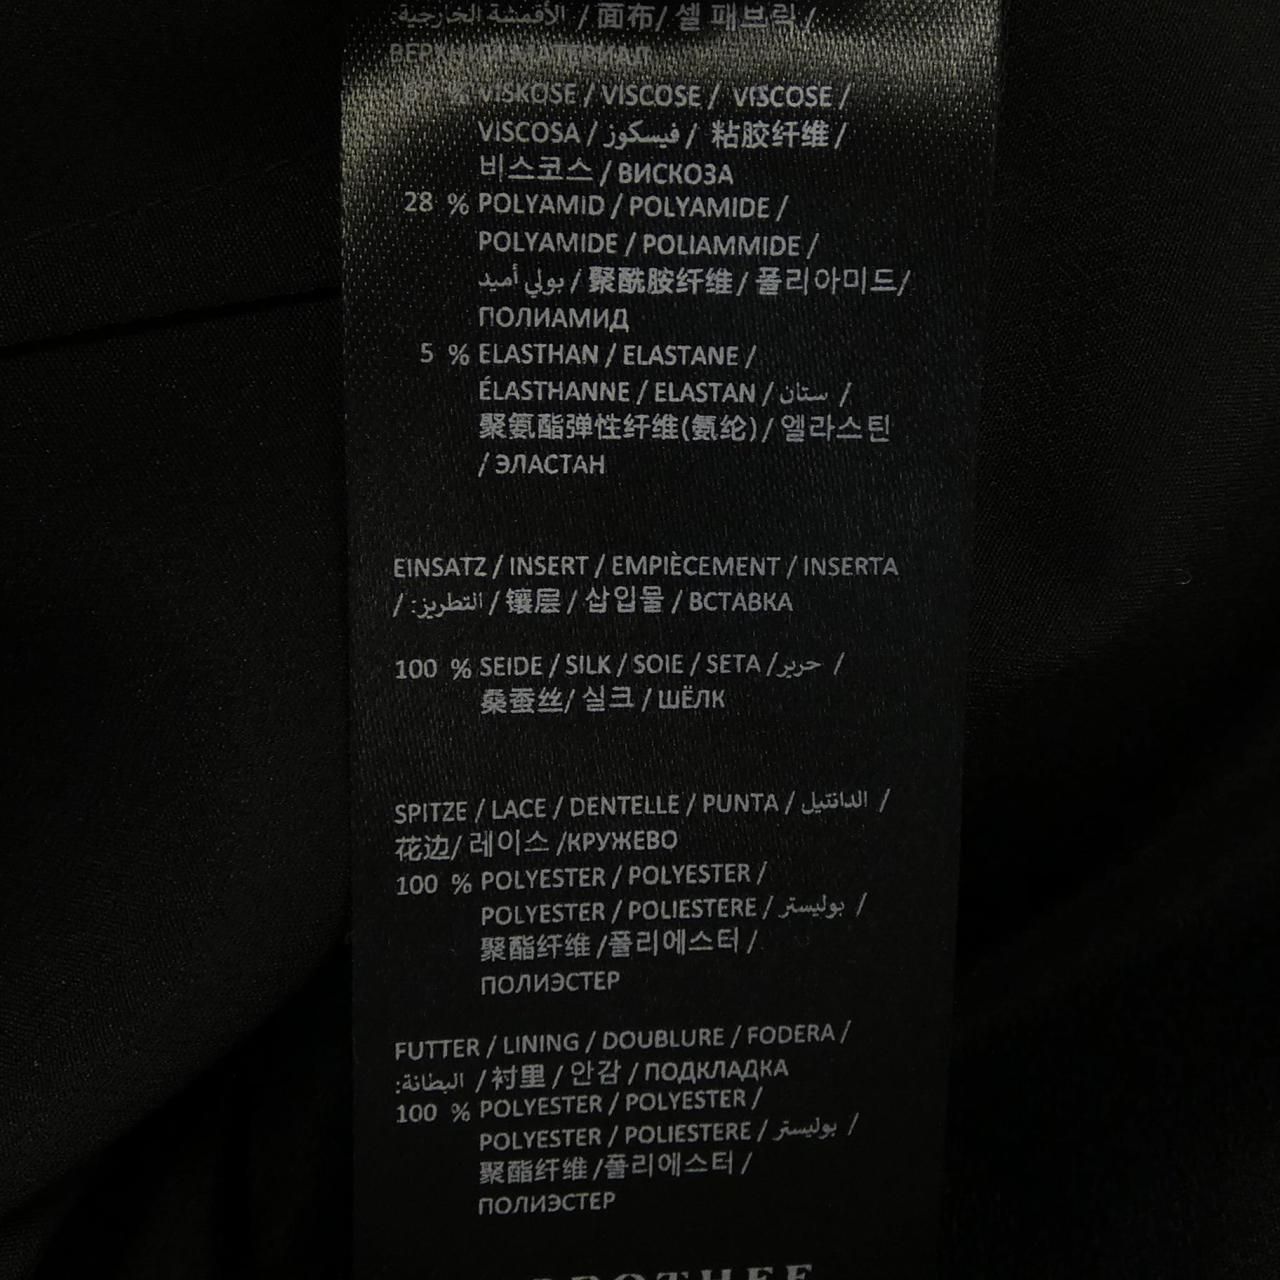 الأقمشة الخارجية: / 面布/ 셀 패브릭 /
ВЕРХНИЙ МАТЕРИАЛ
% VISKOSE / VISCOSE / VISCOSE /
VISCOSA / فيسكوز / 粘胶纤维 /
비스코스 / ВИСКОЗА
28 % POLYAMID / POLYAMIDE /
POLYAMIDE / POLIAMMIDE /
بولي أميد / 聚酰胺纤维 / 폴리아미드/
ПОЛИАМИД
5 % ELASTHAN / ELASTANE /
ÉLASTHANNE / ELASTAN / ستان /
聚氨酯弹性纤维(氨纶) / 엘라스틴
/ ЭЛАСТАН
EINSATZ / INSERT / EMPIÈCEMENT / INSERTA
/ التطريز: / 镶层 / 삽입물 / ВСТАВКА
100 % SEIDE / SILK / SOIE / SETA / حرير /
桑蚕丝/ 실크 / ШЁЛК
SPITZE / LACE / DENTELLE / PUNTA / الدانتيل /
花边/ 레이스 /КРУЖЕВО
100 % POLYESTER / POLYESTER /
POLYESTER / POLIESTERE / بوليستر /
聚酯纤维 /폴리에스터 /
ПОЛИЭСТЕР
FUTTER / LINING / DOUBLURE / FODERA /
البطانة: / 衬里 / 안감 / ПОДКЛАДКА
100 % POLYESTER / POLYESTER /
POLYESTER / POLIESTERE / بوليستر /
聚酯纤维 /폴리에스터 /
ПОЛИЭСТЕР